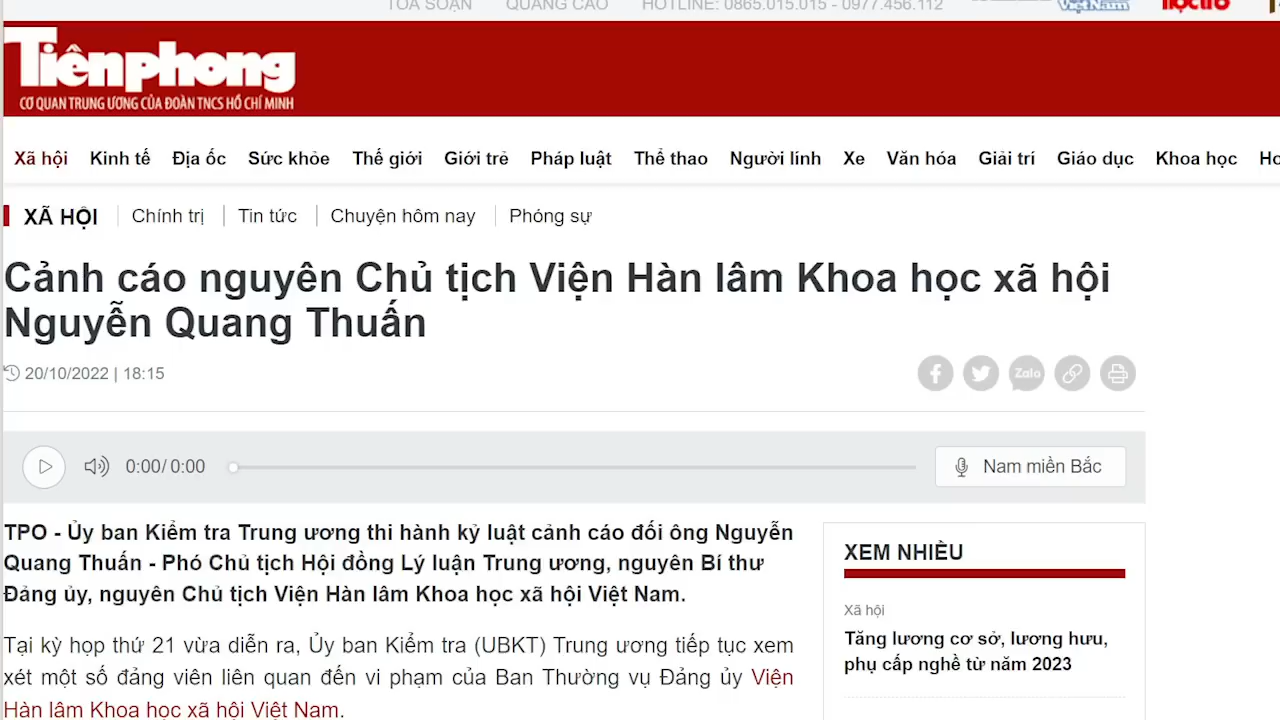 TÒA SOẠN QUẢNG CÁO HOTLINE: 0865.015.015 - 0977.456.112
Việt Nam
Tiền phong
CƠ QUAN TRUNG ƯƠNG CỦA ĐOÀN TNCS HỒ CHÍ MINH
Xã hội Kinh tế Địa ốc Sức khỏe Thế giới Giới trẻ Pháp luật Thể thao Người lính Xe Văn hóa Giải trí Giáo dục Khoa học
XÃ HỘI Chính trị Tin tức Chuyện hôm nay Phóng sự
Cảnh cáo nguyên Chủ tịch Viện Hàn lâm Khoa học xã hội
Nguyễn Quang Thuấn
20/10/2022 | 18:15
Zalo
0:00/ 0:00
Nam miền Bắc
TPO - Ủy ban Kiểm tra Trung ương thi hành kỷ luật cảnh cáo đối ông Nguyễn
Quang Thuấn - Phó Chủ tịch Hội đồng Lý luận Trung ương, nguyên Bí thư
Đảng ủy, nguyên Chủ tịch Viện Hàn lâm Khoa học xã hội Việt Nam.
Tại kỳ họp thứ 21 vừa diễn ra, Ủy ban Kiểm tra (UBKT) Trung ương tiếp tục xem
xét một số đảng viên liên quan đến vi phạm của Ban Thường vụ Đảng ủy Viện
Hàn lâm Khoa học xã hội Việt Nam.
XEM NHIỀU
Xã hội
Tăng lương cơ sở, lương hưu,
phụ cấp nghề từ năm 2023